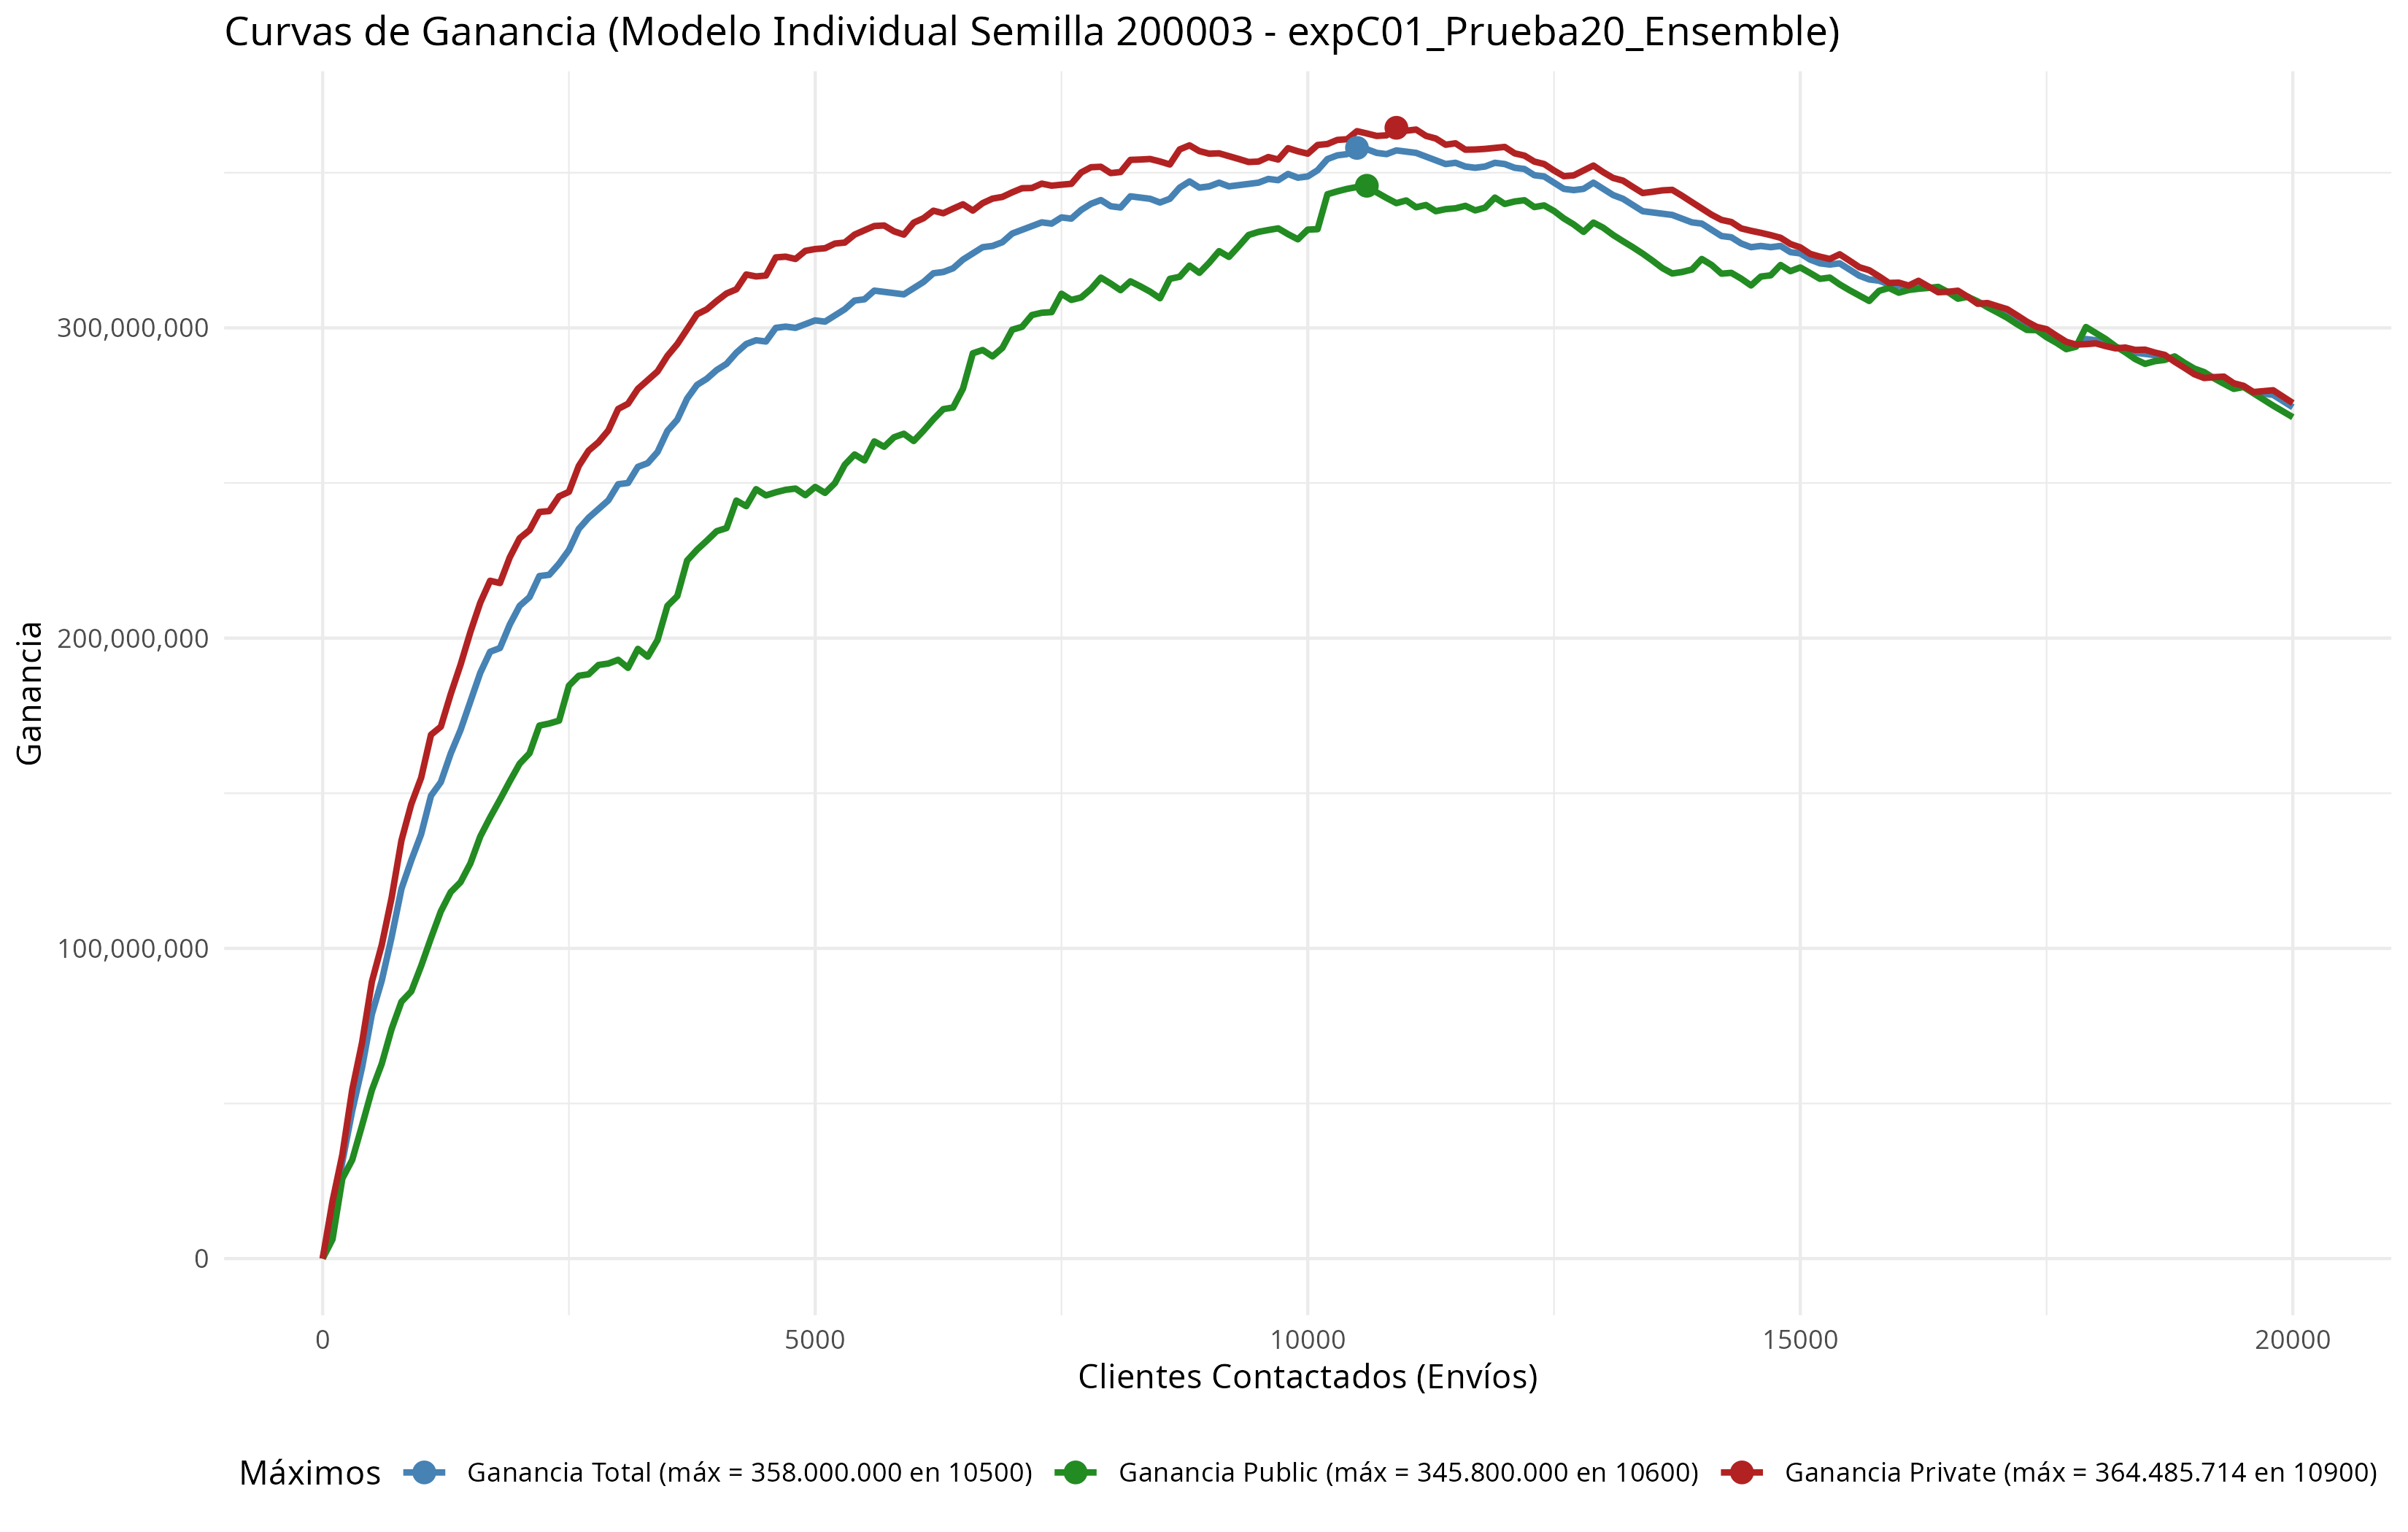 Curvas de Ganancia (Modelo Individual Semilla 200003 - expC01_Prueba20_Ensemble)
Ganancia
300,000,000
200,000,000
100,000,000
0
0 5000 10000 15000 20000
Clientes Contactados (Envíos)
Máximos Ganancia Total (máx = 358.000.000 en 10500) Ganancia Public (máx = 345.800.000 en 10600) Ganancia Private (máx = 364.485.714 en 10900)